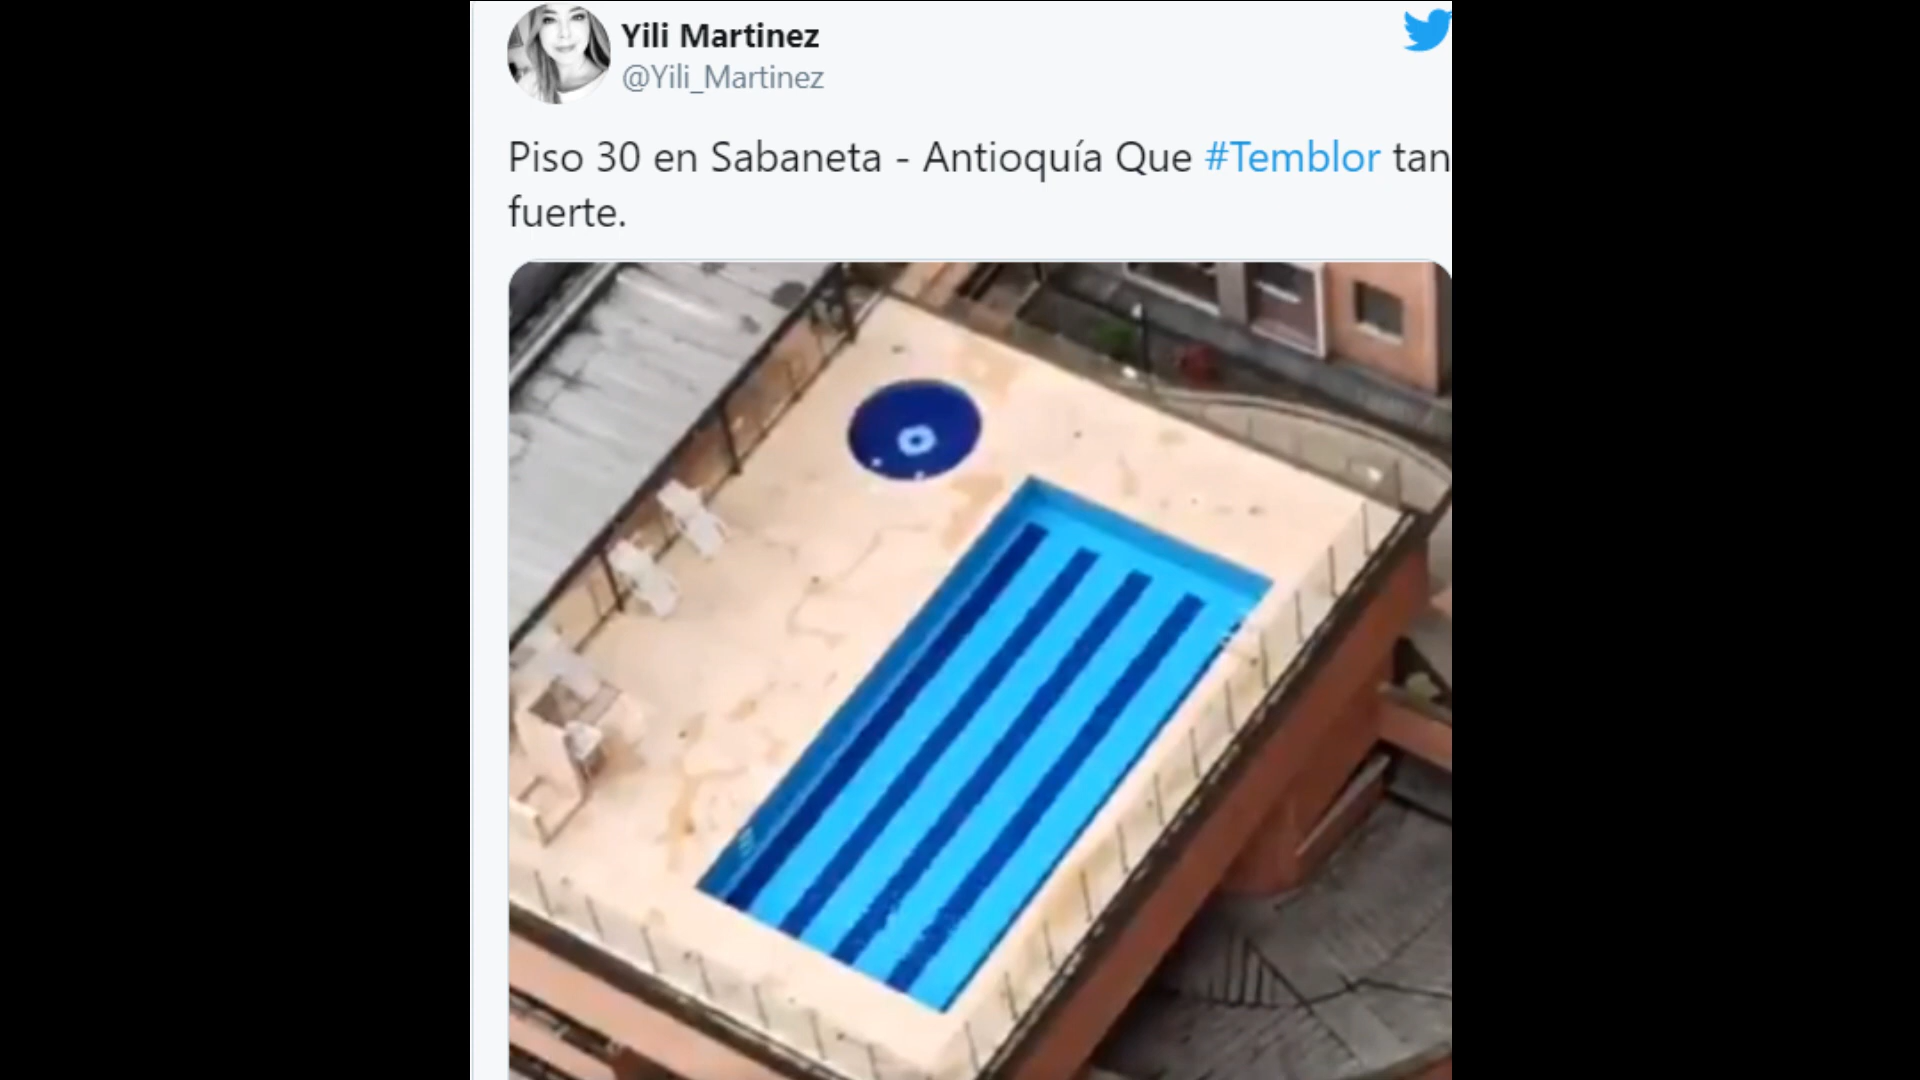 Yili Martinez
@Yili_Martinez
Piso 30 en Sabaneta - Antioquía Que #Temblor tan
fuerte.